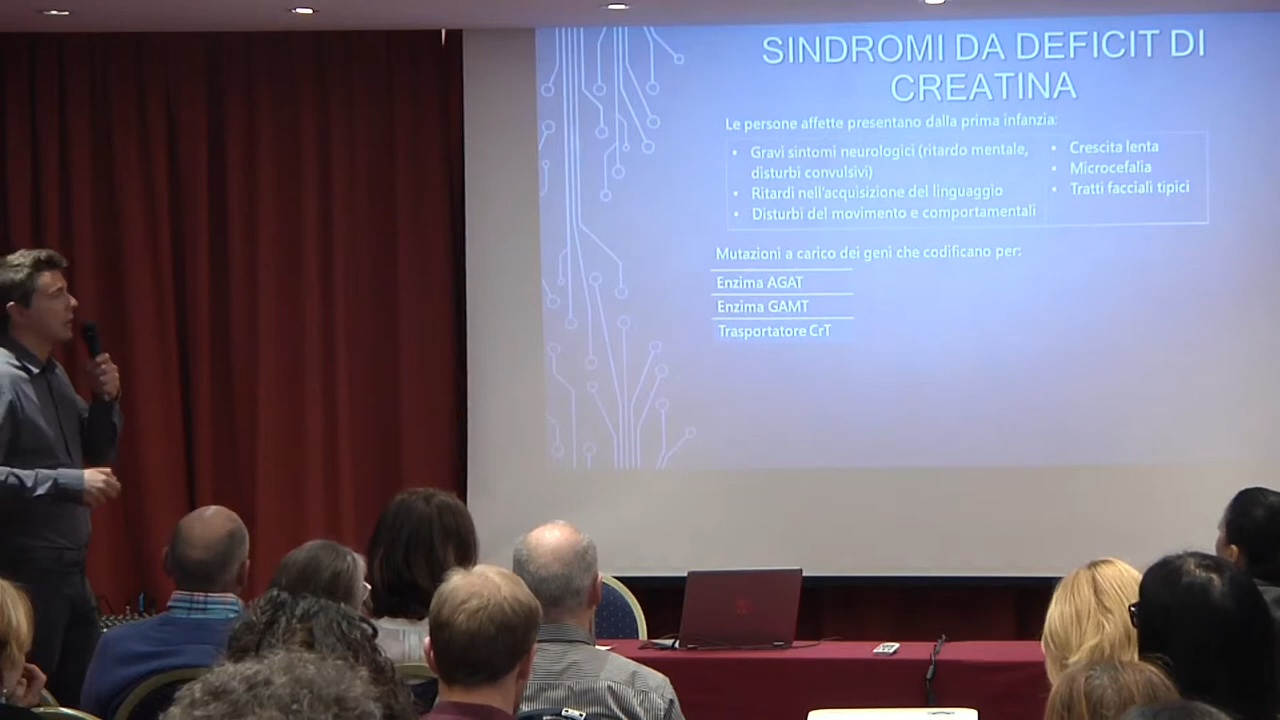 SINDROMI DA DEFICIT DI
CREATINA
Le persone affette presentano dalla prima infanzia:
• Gravi sintomi neurologici (ritardo mentale,
disturbi convulsivi)
• Ritardi nell'acquisizione del linguaggio
• Disturbi del movimento e comportamentali
• Crescita lenta
• Microcefalia
• Tratti facciali tipici
Mutazioni a carico dei geni che codificano per:
Enzima AGAT
Enzima GAMT
Trasportatore CrT